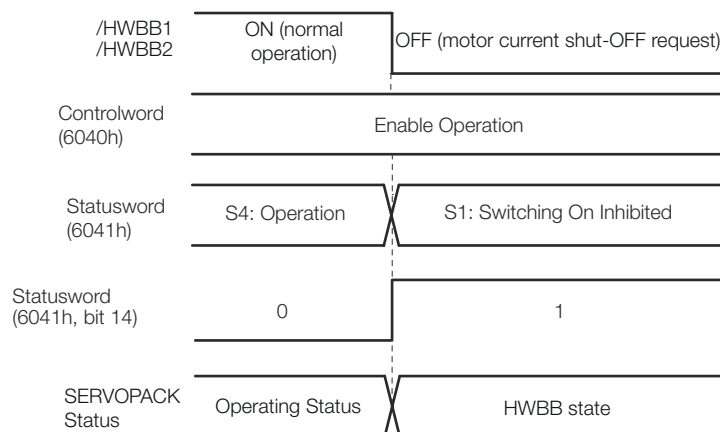 /HWBB1
/HWBB2
ON (normal
operation)
OFF (motor current shut-OFF request)
Controlword
(6040h)
Enable Operation
Statusword
(6041h)
S4: Operation
S1: Switching On Inhibited
Statusword
(6041h, bit 14)
0
1
SERVOPACK
Status
Operating Status
HWBB state